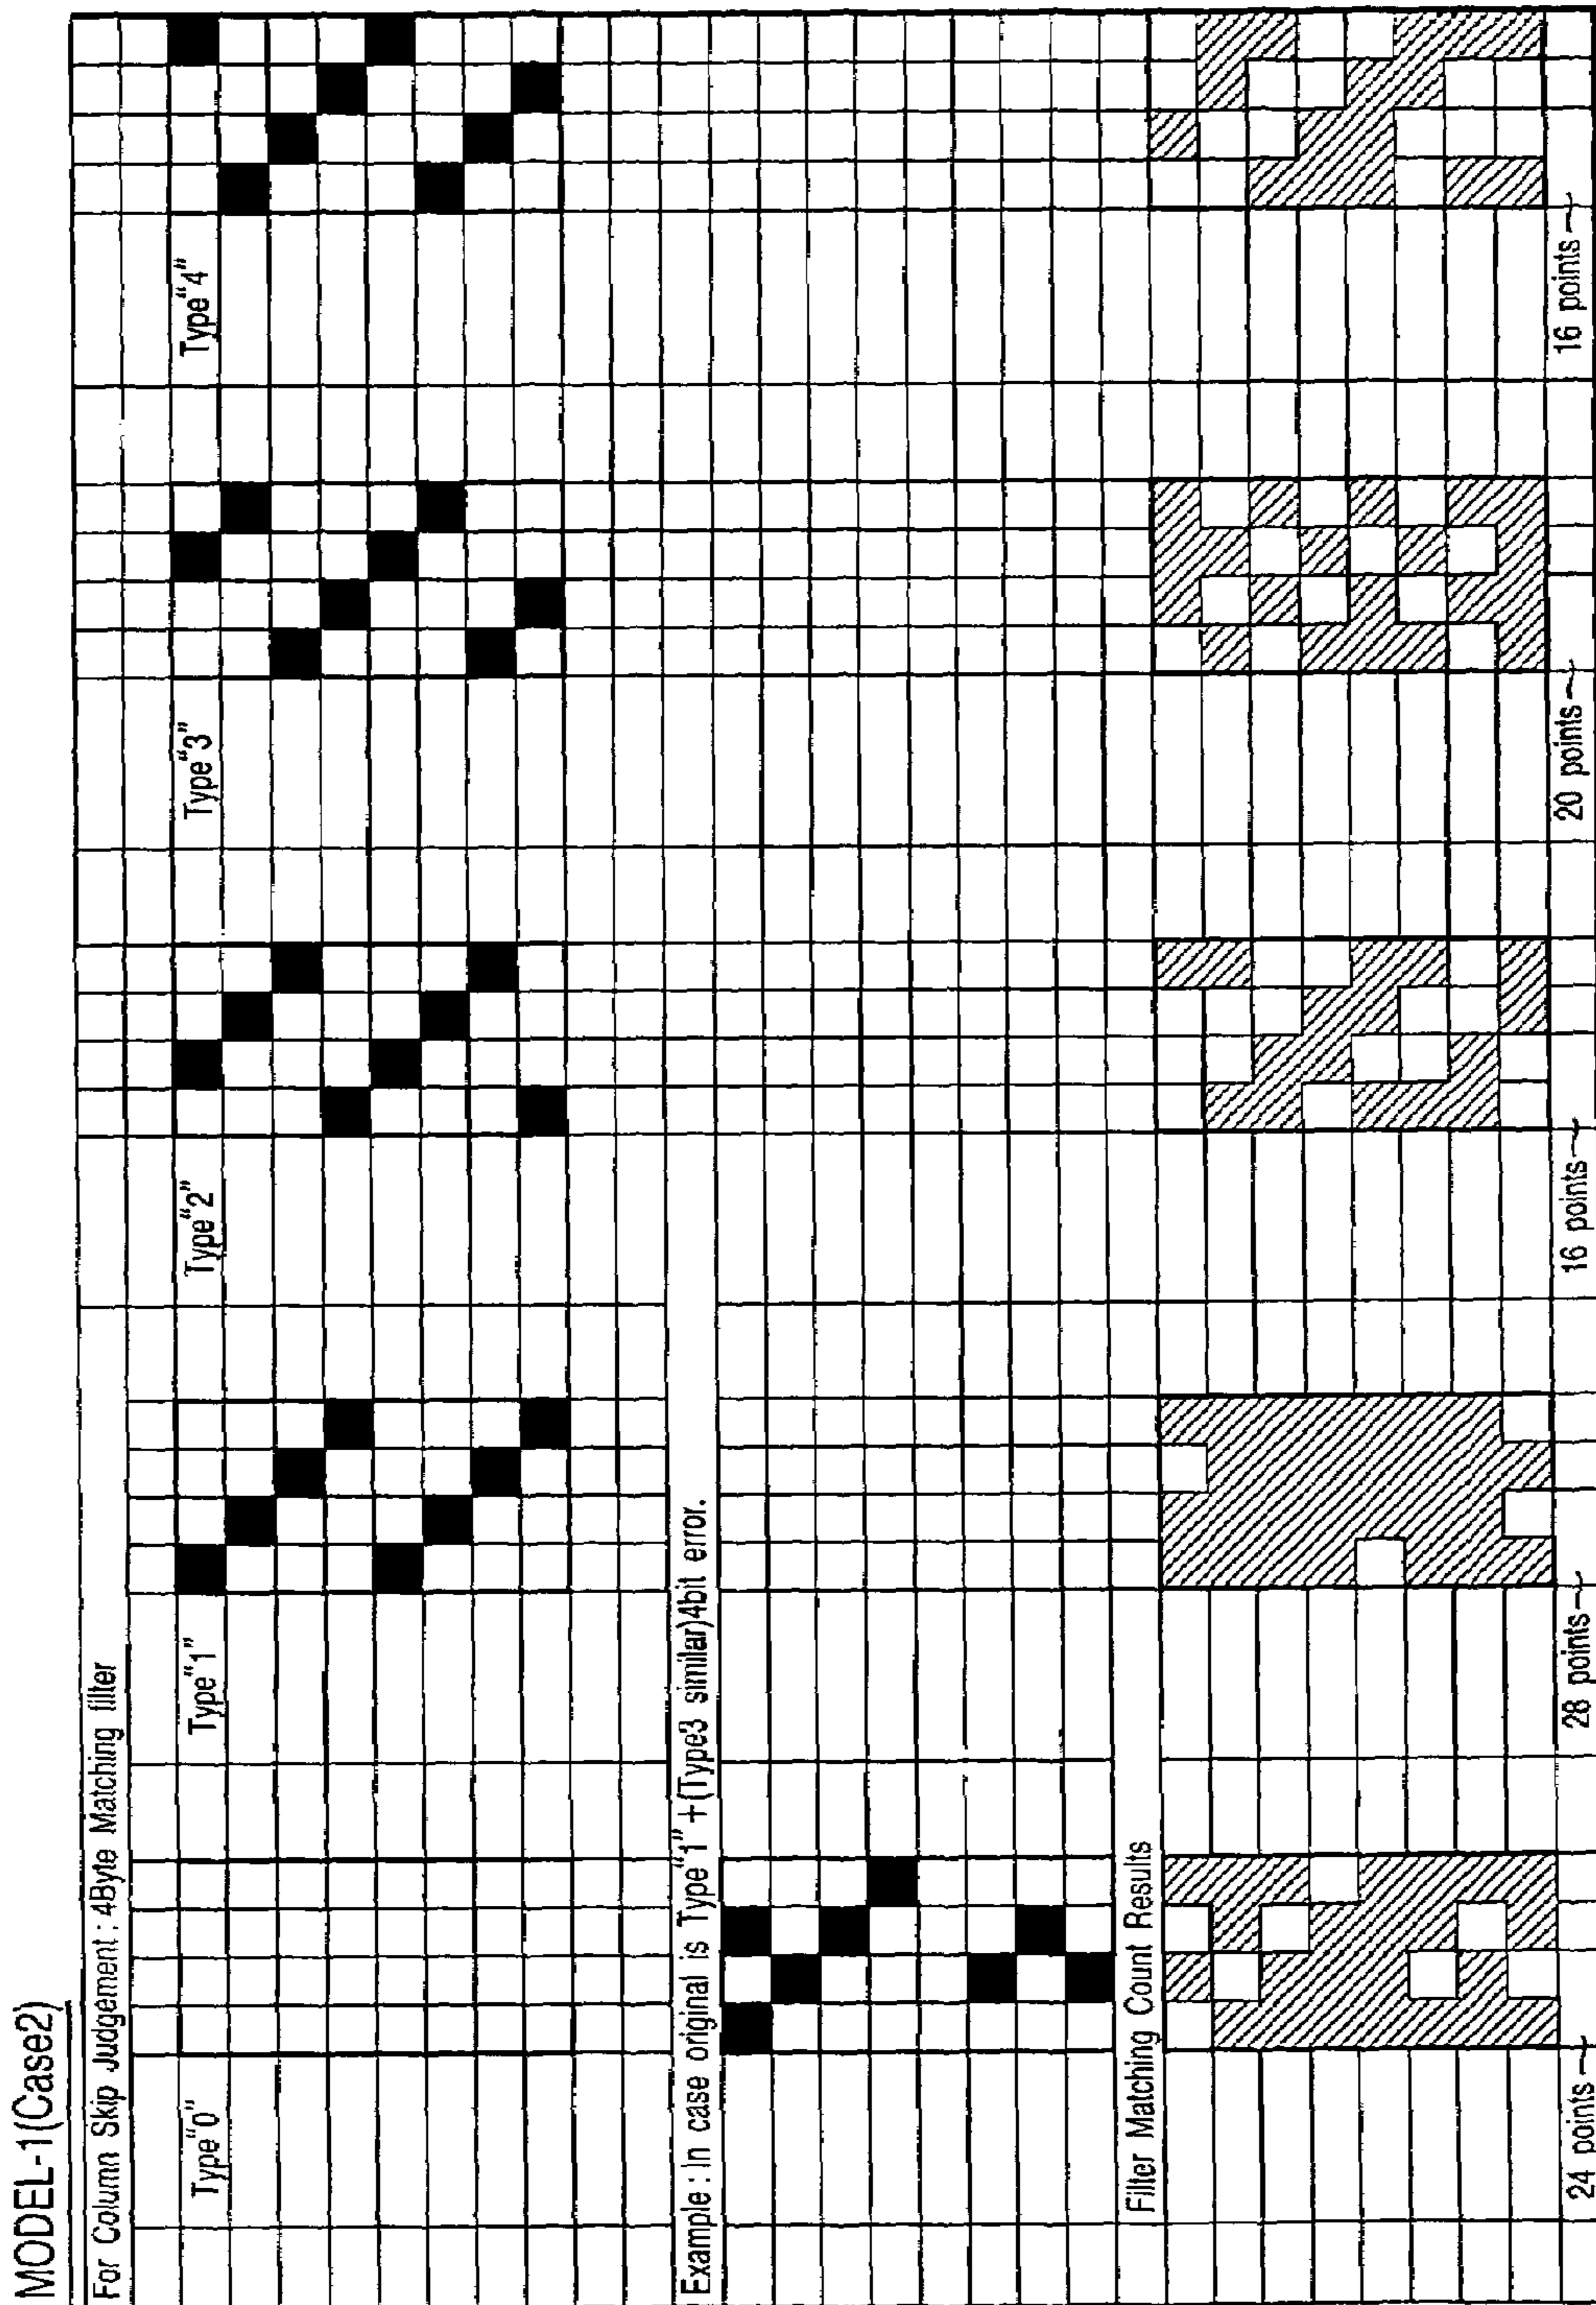 MODEL-1(Case2)
For Column Skip Judgement : 4Byte Matching filter
Type“0”
Type“1”
Type“2”
Type“3”
Type“4”
Example : In case original is Type“1”+(Type3 similar)4bit error.
Filter Matching Count Results
24 points
28 points
16 points
20 points
16 points